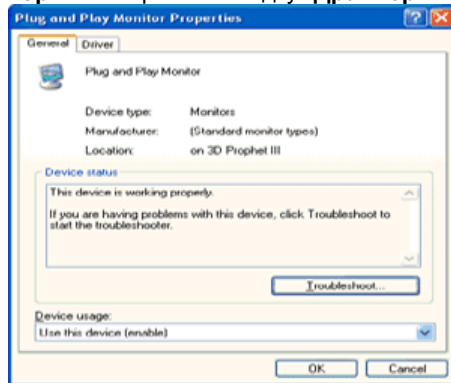 Plug and Play Monitor Properties
General Driver
Plug and Play Monitor
Device type: Monitors
Manufacturer: (Standard monitor types)
Location: on 3D Prophet III
Device status
This device is working properly.
If you are having problems with this device, click Troubleshoot to
start the troubleshooter.
Troubleshoot...
Device usage:
Use this device (enable)
OK Cancel